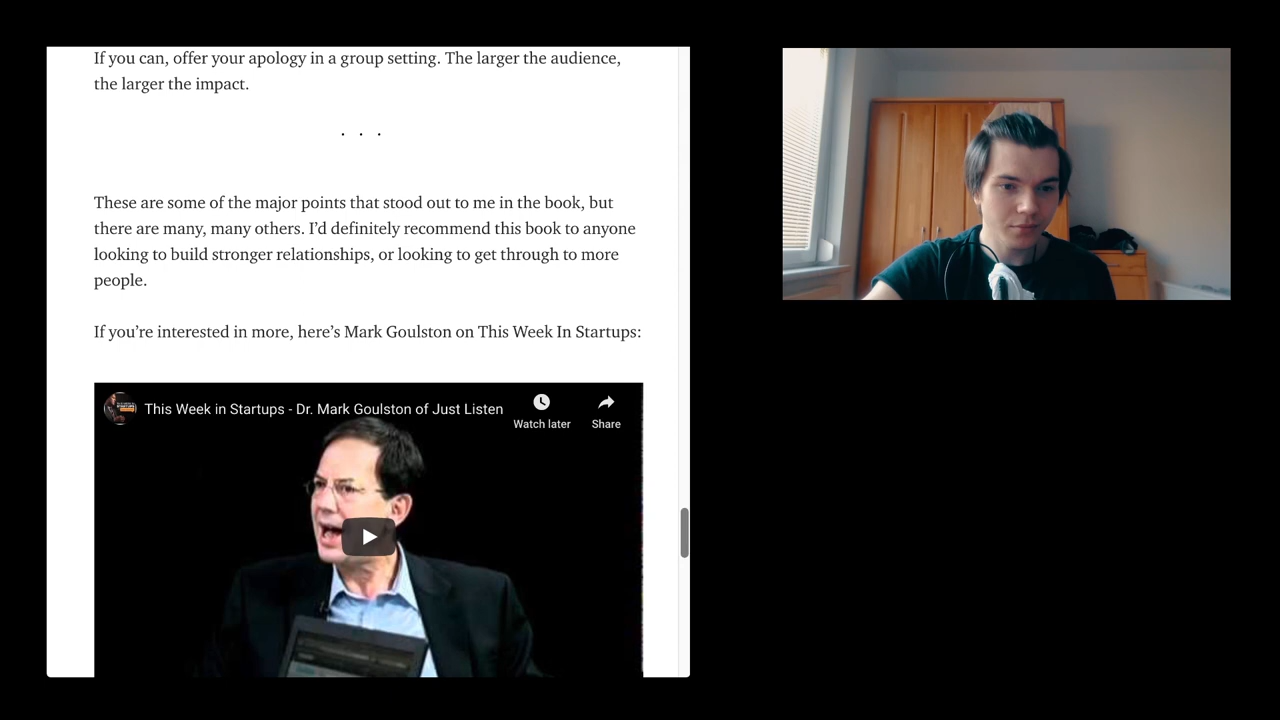 If you can, offer your apology in a group setting. The larger the audience,
the larger the impact.
. . .
These are some of the major points that stood out to me in the book, but
there are many, many others. I’d definitely recommend this book to anyone
looking to build stronger relationships, or looking to get through to more
people.
If you’re interested in more, here’s Mark Goulston on This Week In Startups:
This Week in Startups - Dr. Mark Goulston of Just Listen
Watch later
Share